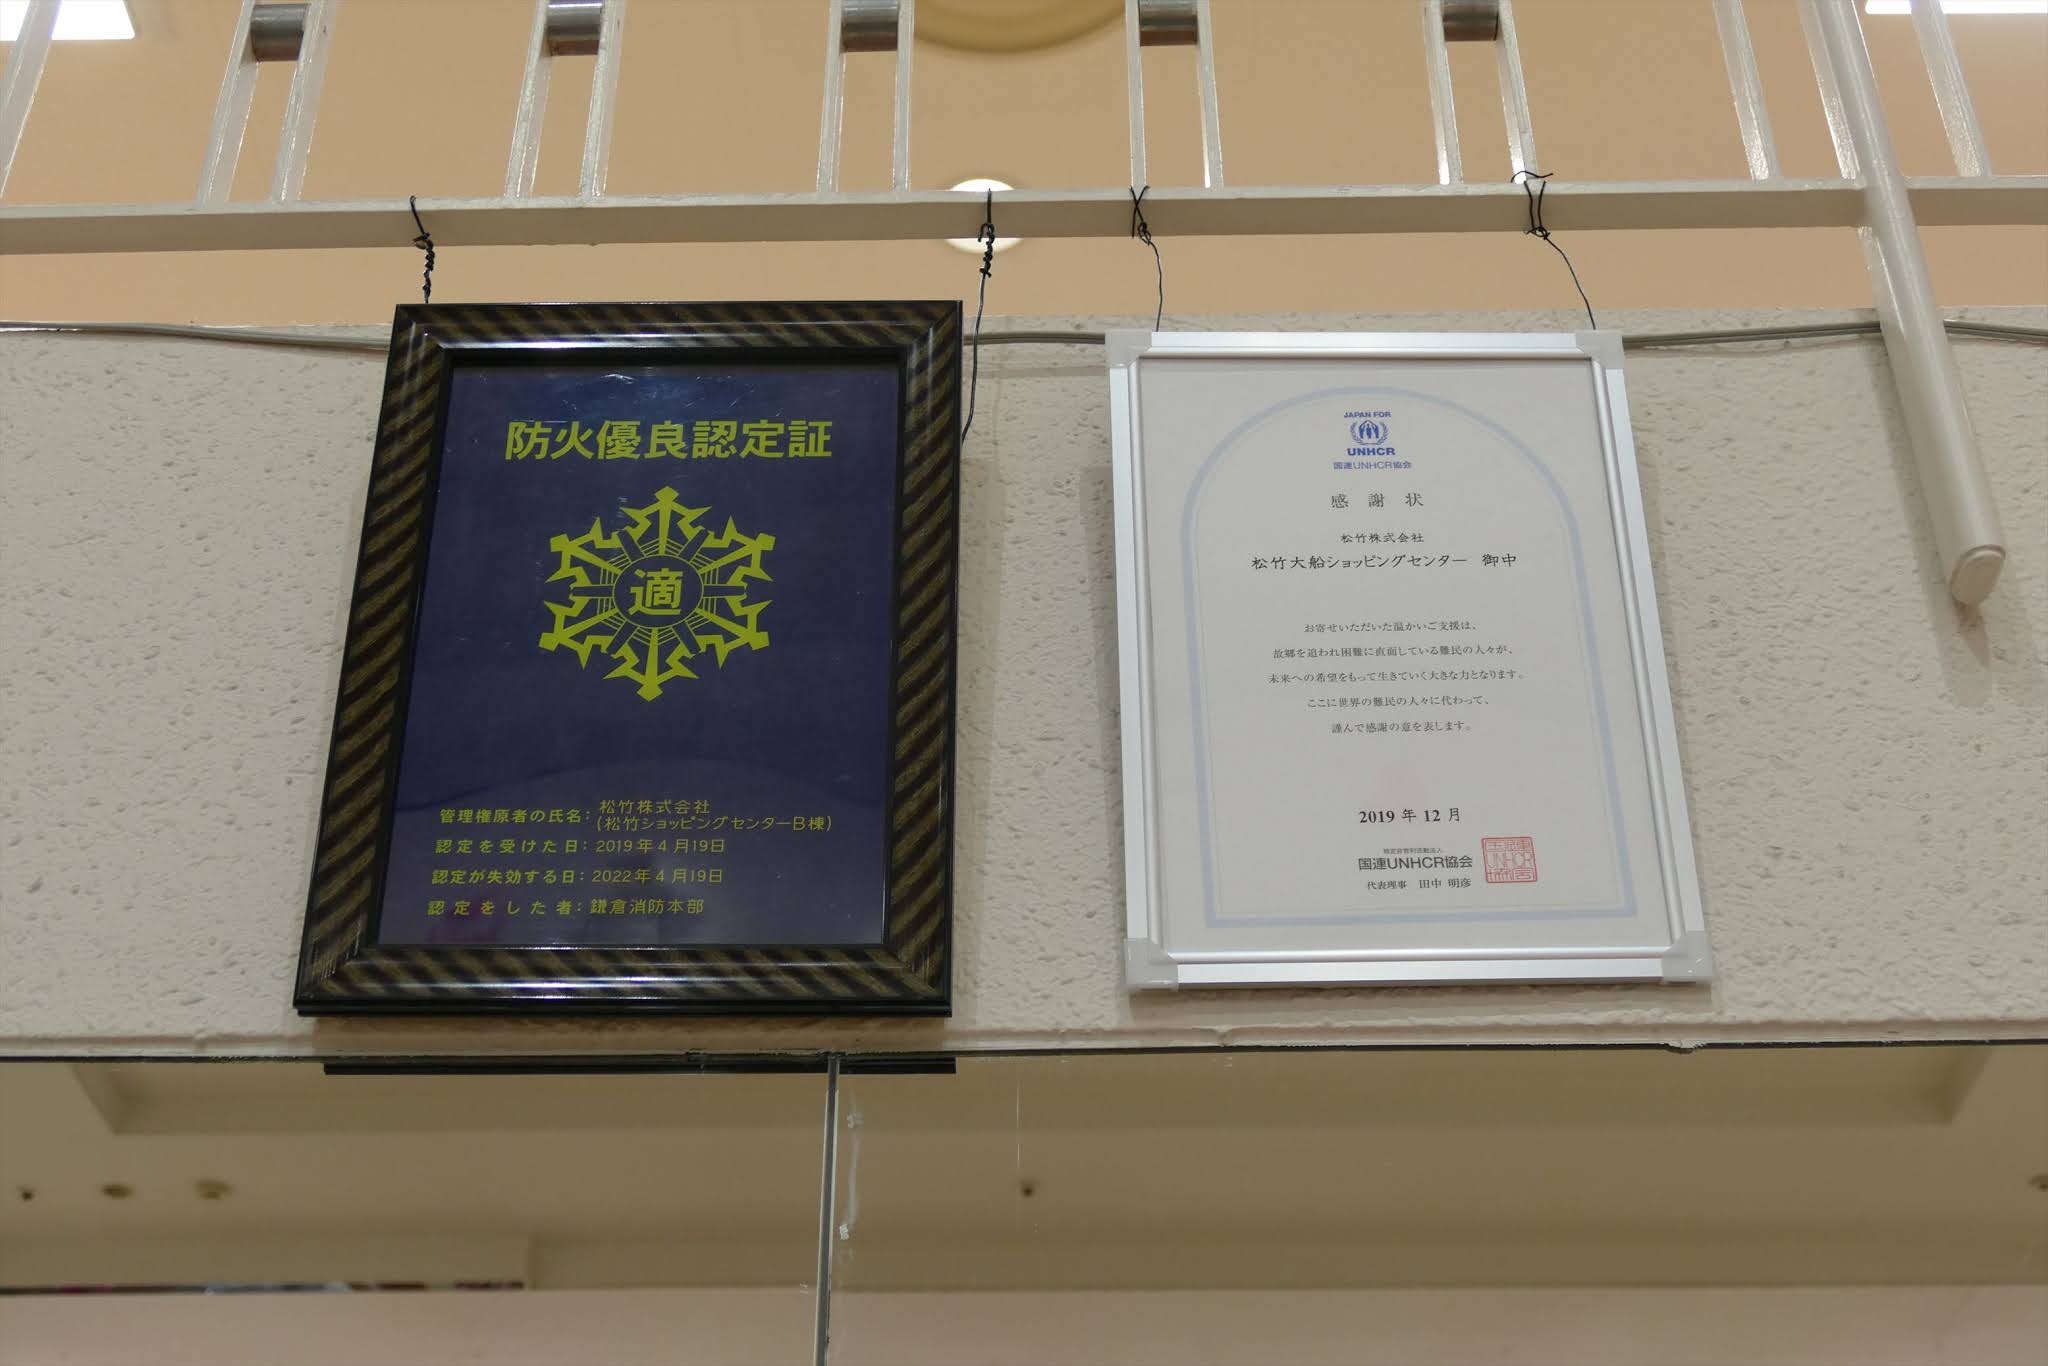 防火優良認定証
適
管理権原者の氏名：松竹株式会社
(松竹ショッピングセンターB棟)
認定を受けた日：2019年4月19日
認定が失効する日：2022年4月19日
認定をした者：鎌倉消防本部
JAPAN FOR
UNHCR
国連UNHCR協会
感謝状
松竹株式会社
松竹大船ショッピングセンター 御中
お寄せいただいた温かいご支援は、
故郷を追われ困難に直面している難民の人々が、
未来への希望をもって生きていく大きな力となります。
ここに世界の難民の人々に代わって、
謹んで感謝の意を表します。
2019年12月
特定非営利活動法人
国連UNHCR協会
代表理事 田中 明彦
UNHCR